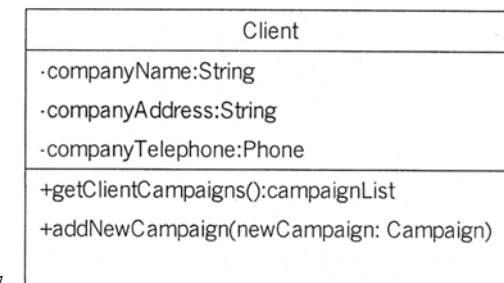 Client
-companyName:String
-companyAddress:String
-companyTelephone:Phone
+getClientCampaigns():campaignList
+addNewCampaign(newCampaign: Campaign)